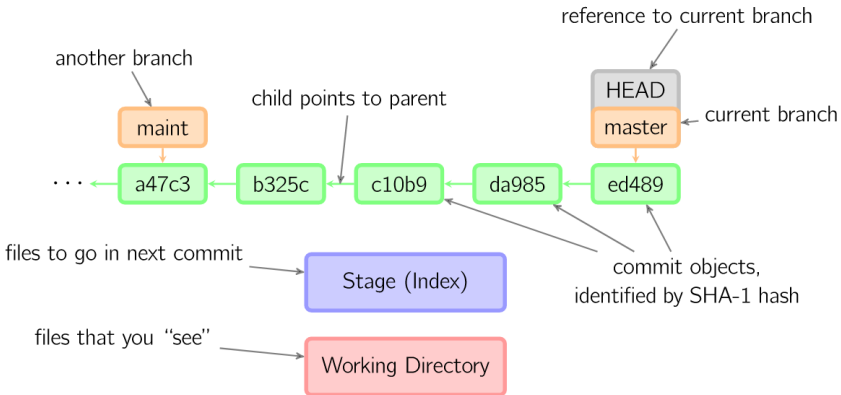 reference to current branch
another branch
HEAD
child points to parent
maint
master
current branch
...
a47c3
b325c
c10b9
da985
ed489
files to go in next commit
Stage (Index)
commit objects,
identified by SHA-1 hash
files that you “see”
Working Directory